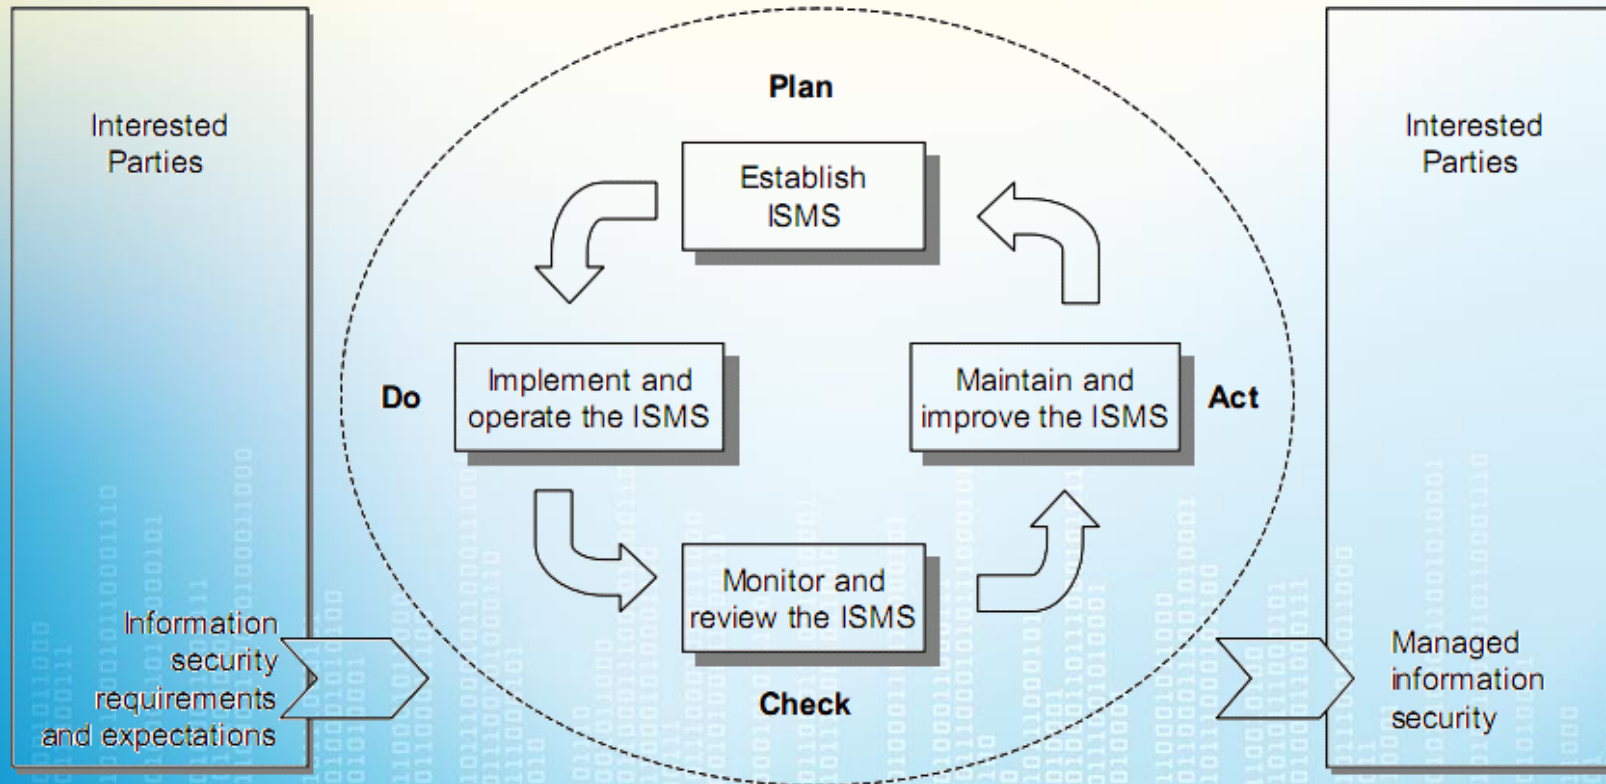 Interested
Parties
Information
security
requirements
and expectations
Plan
Establish
ISMS
Do
Implement and
operate the ISMS
Maintain and
improve the ISMS
Act
Monitor and
review the ISMS
Check
Interested
Parties
Managed
information
security